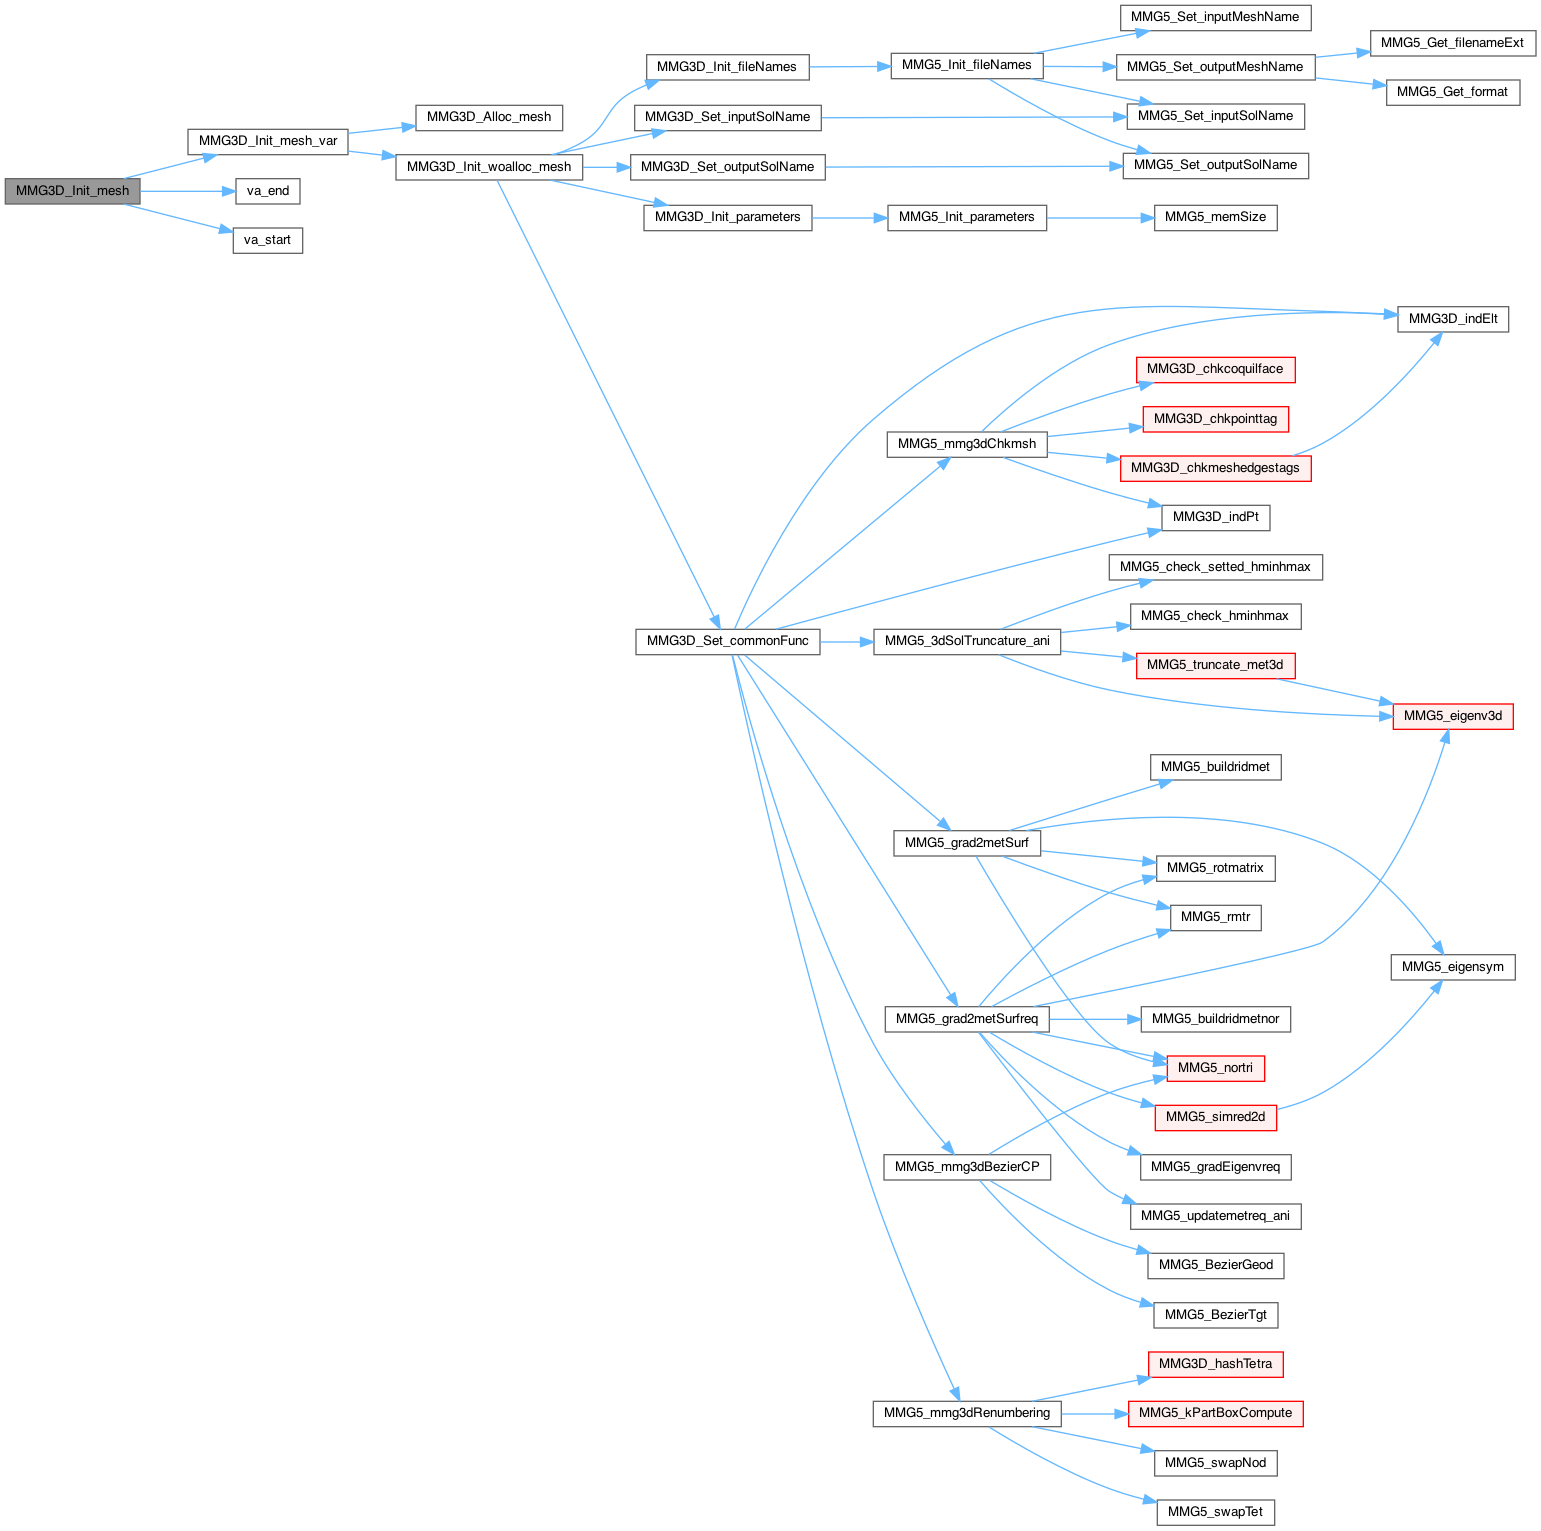 MMG3D_Init_mesh
MMG3D_Init_mesh_var
va_end
va_start
MMG3D_Alloc_mesh
MMG3D_Init_woalloc_mesh
MMG3D_Init_fileNames
MMG3D_Set_inputSolName
MMG3D_Set_outputSolName
MMG3D_Init_parameters
MMG3D_Set_commonFunc
MMG5_Init_fileNames
MMG5_Init_parameters
MMG5_mmg3dChkmsh
MMG5_3dSolTruncature_ani
MMG5_grad2metSurf
MMG5_grad2metSurfreq
MMG5_mmg3dBezierCP
MMG5_mmg3dRenumbering
MMG5_Set_inputMeshName
MMG5_Set_outputMeshName
MMG5_Set_inputSolName
MMG5_Set_outputSolName
MMG5_memSize
MMG3D_chkcoquilface
MMG3D_chkpointtag
MMG3D_chkmeshedgestags
MMG3D_indPt
MMG5_check_setted_hminhmax
MMG5_check_hminhmax
MMG5_truncate_met3d
MMG5_buildridmet
MMG5_rotmatrix
MMG5_rmtr
MMG5_buildridmetnor
MMG5_nortri
MMG5_simred2d
MMG5_gradEigenvreq
MMG5_updatemetreq_ani
MMG5_BezierGeod
MMG5_BezierTgt
MMG3D_hashTetra
MMG5_kPartBoxCompute
MMG5_swapNod
MMG5_swapTet
MMG5_Get_filenameExt
MMG5_Get_format
MMG3D_indElt
MMG5_eigenv3d
MMG5_eigensym